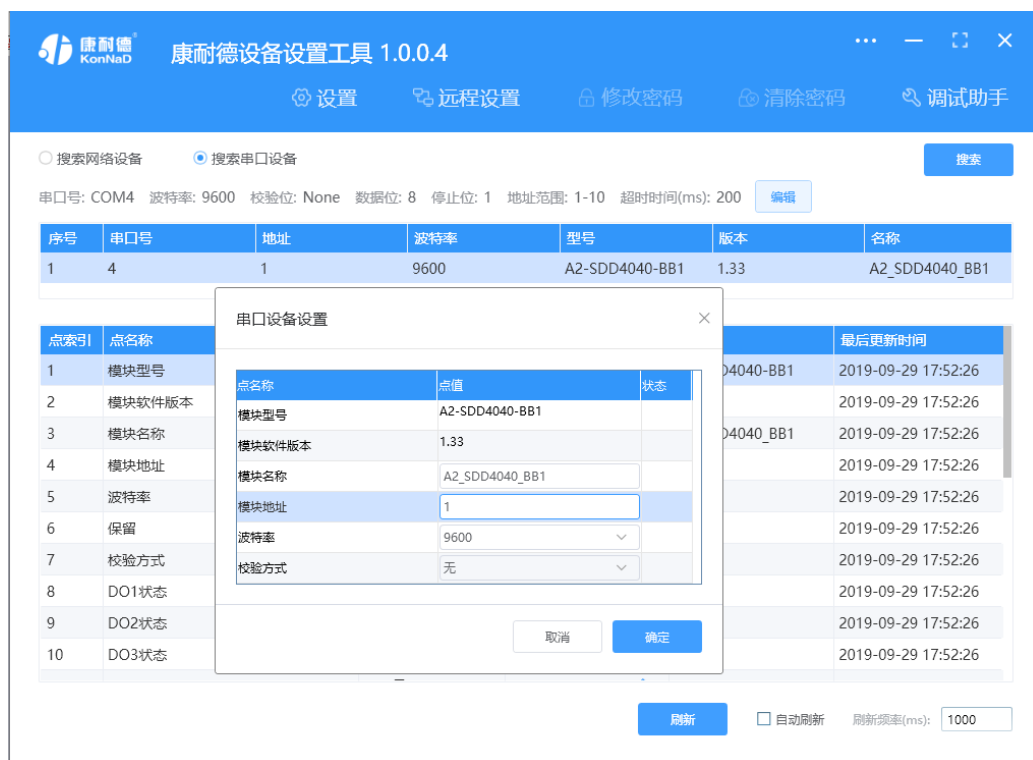 康耐德®
KonNaD
康耐德设备设置工具 1.0.0.4
设置 远程设置 修改密码 清除密码 调试助手
搜索网络设备 搜索串口设备 搜索
串口号: COM4 波特率: 9600 校验位: None 数据位: 8 停止位: 1 地址范围: 1-10 超时时间(ms): 200 编辑
序号 串口号 地址 波特率 型号 版本 名称
1 4 1 9600 A2-SDD4040-BB1 1.33 A2_SDD4040_BB1
串口设备设置
点名称 点值 状态
模块型号 A2-SDD4040-BB1
模块软件版本 1.33
模块名称 A2_SDD4040_BB1
模块地址 1
波特率 9600
校验方式 无
取消 确定
点索引 点名称 最后更新时间
1 模块型号 D4040-BB1 2019-09-29 17:52:26
2 模块软件版本 2019-09-29 17:52:26
3 模块名称 D4040_BB1 2019-09-29 17:52:26
4 模块地址 2019-09-29 17:52:26
5 波特率 2019-09-29 17:52:26
6 保留 2019-09-29 17:52:26
7 校验方式 2019-09-29 17:52:26
8 DO1状态 2019-09-29 17:52:26
9 DO2状态 2019-09-29 17:52:26
10 DO3状态 2019-09-29 17:52:26
刷新 自动刷新 刷新频率(ms): 1000